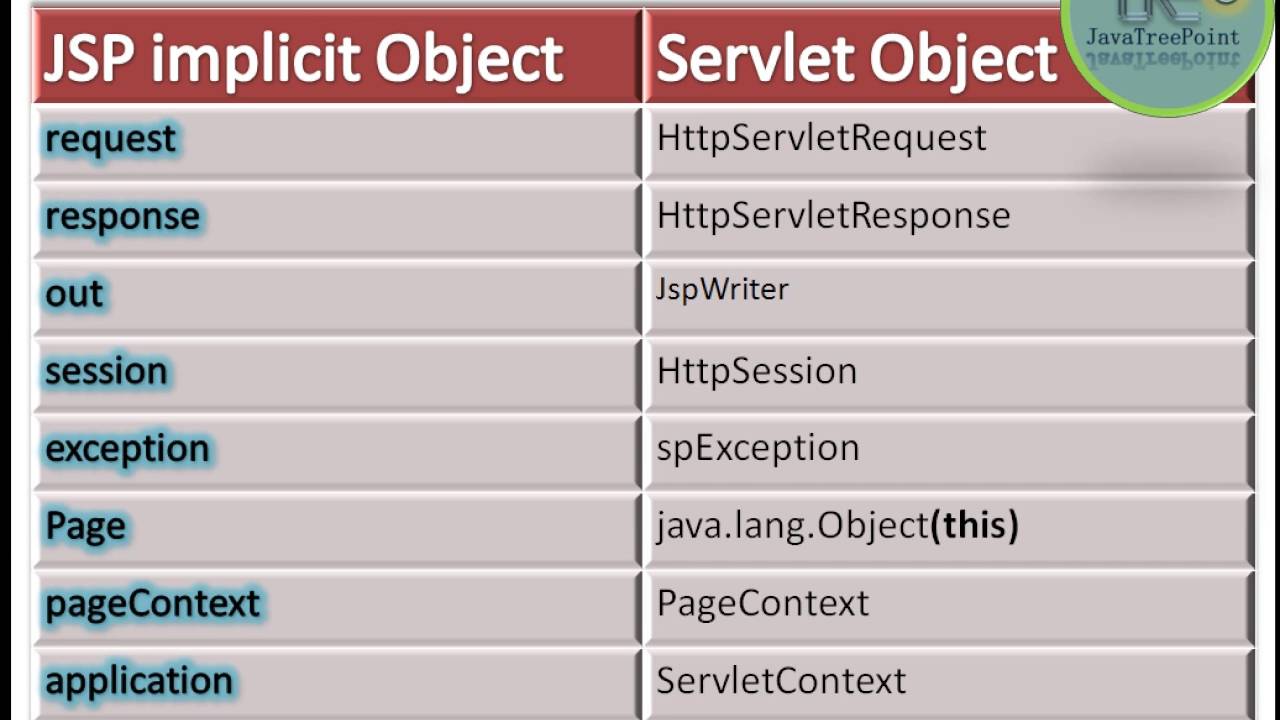 JSP implicit Object Servlet Object
JavaTreePoint
request HttpServletRequest
response HttpServletResponse
out JspWriter
session HttpSession
exception spException
Page java.lang.Object(this)
pageContext PageContext
application ServletContext